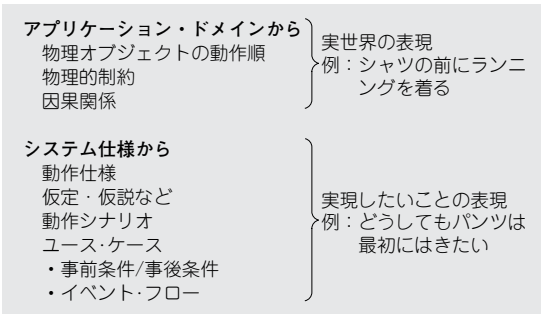 アプリケーション・ドメインから
物理オブジェクトの動作順
物理的制約
因果関係
実世界の表現
例：シャツの前にランニ
ングを着る
システム仕様から
動作仕様
仮定・仮説など
動作シナリオ
ユース・ケース
・事前条件/事後条件
・イベント・フロー
実現したいことの表現
例：どうしてもパンツは
最初にはきたい